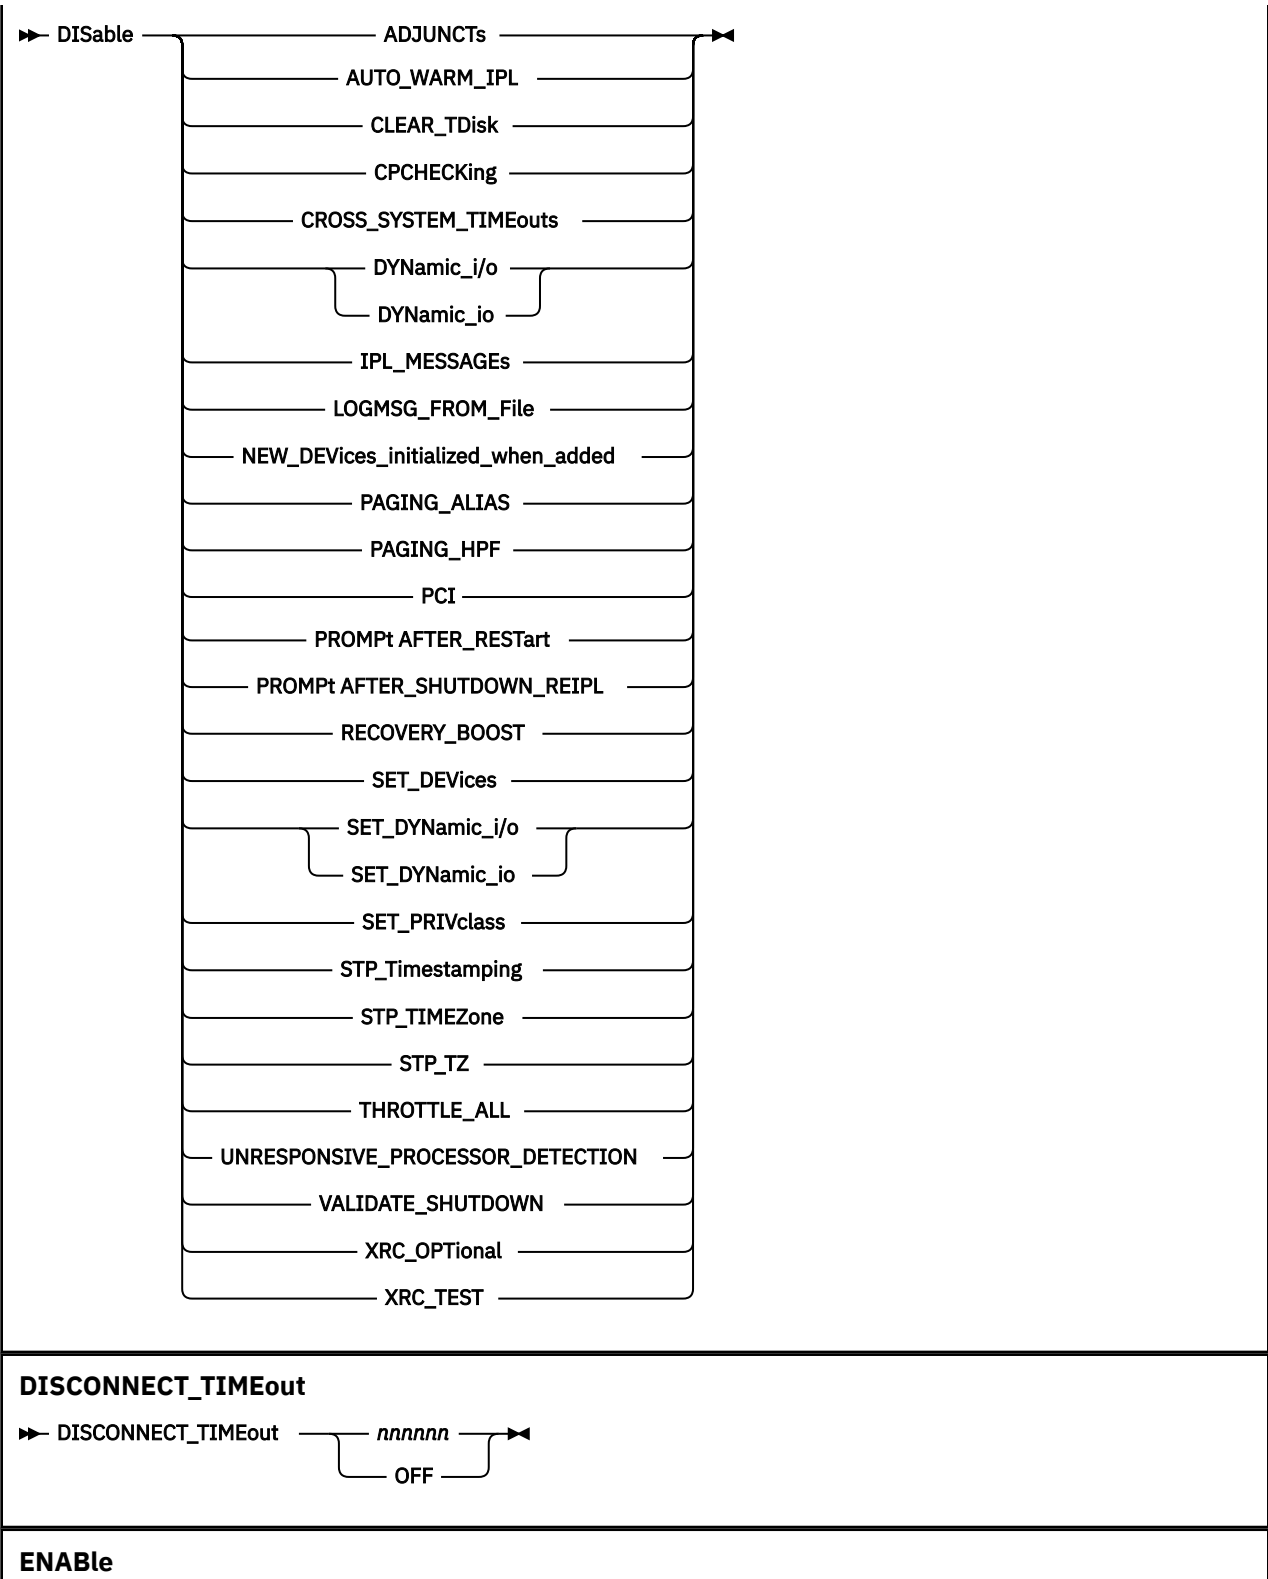 DISable ADJUNCTs
AUTO_WARM_IPL
CLEAR_TDisk
CPCHECKing
CROSS_SYSTEM_TIMEouts
DYNamic_i/o
DYNamic_io
IPL_MESSAGEs
LOGMSG_FROM_File
NEW_DEVices_initialized_when_added
PAGING_ALIAS
PAGING_HPF
PCI
PROMPt AFTER_RESTart
PROMPt AFTER_SHUTDOWN_REIPL
RECOVERY_BOOST
SET_DEVices
SET_DYNamic_i/o
SET_DYNamic_io
SET_PRIVclass
STP_Timestamping
STP_TIMEZone
STP_TZ
THROTTLE_ALL
UNRESPONSIVE_PROCESSOR_DETECTION
VALIDATE_SHUTDOWN
XRC_OPTional
XRC_TEST
DISCONNECT_TIMEout
DISCONNECT_TIMEout nnnnnn
OFF
ENABle